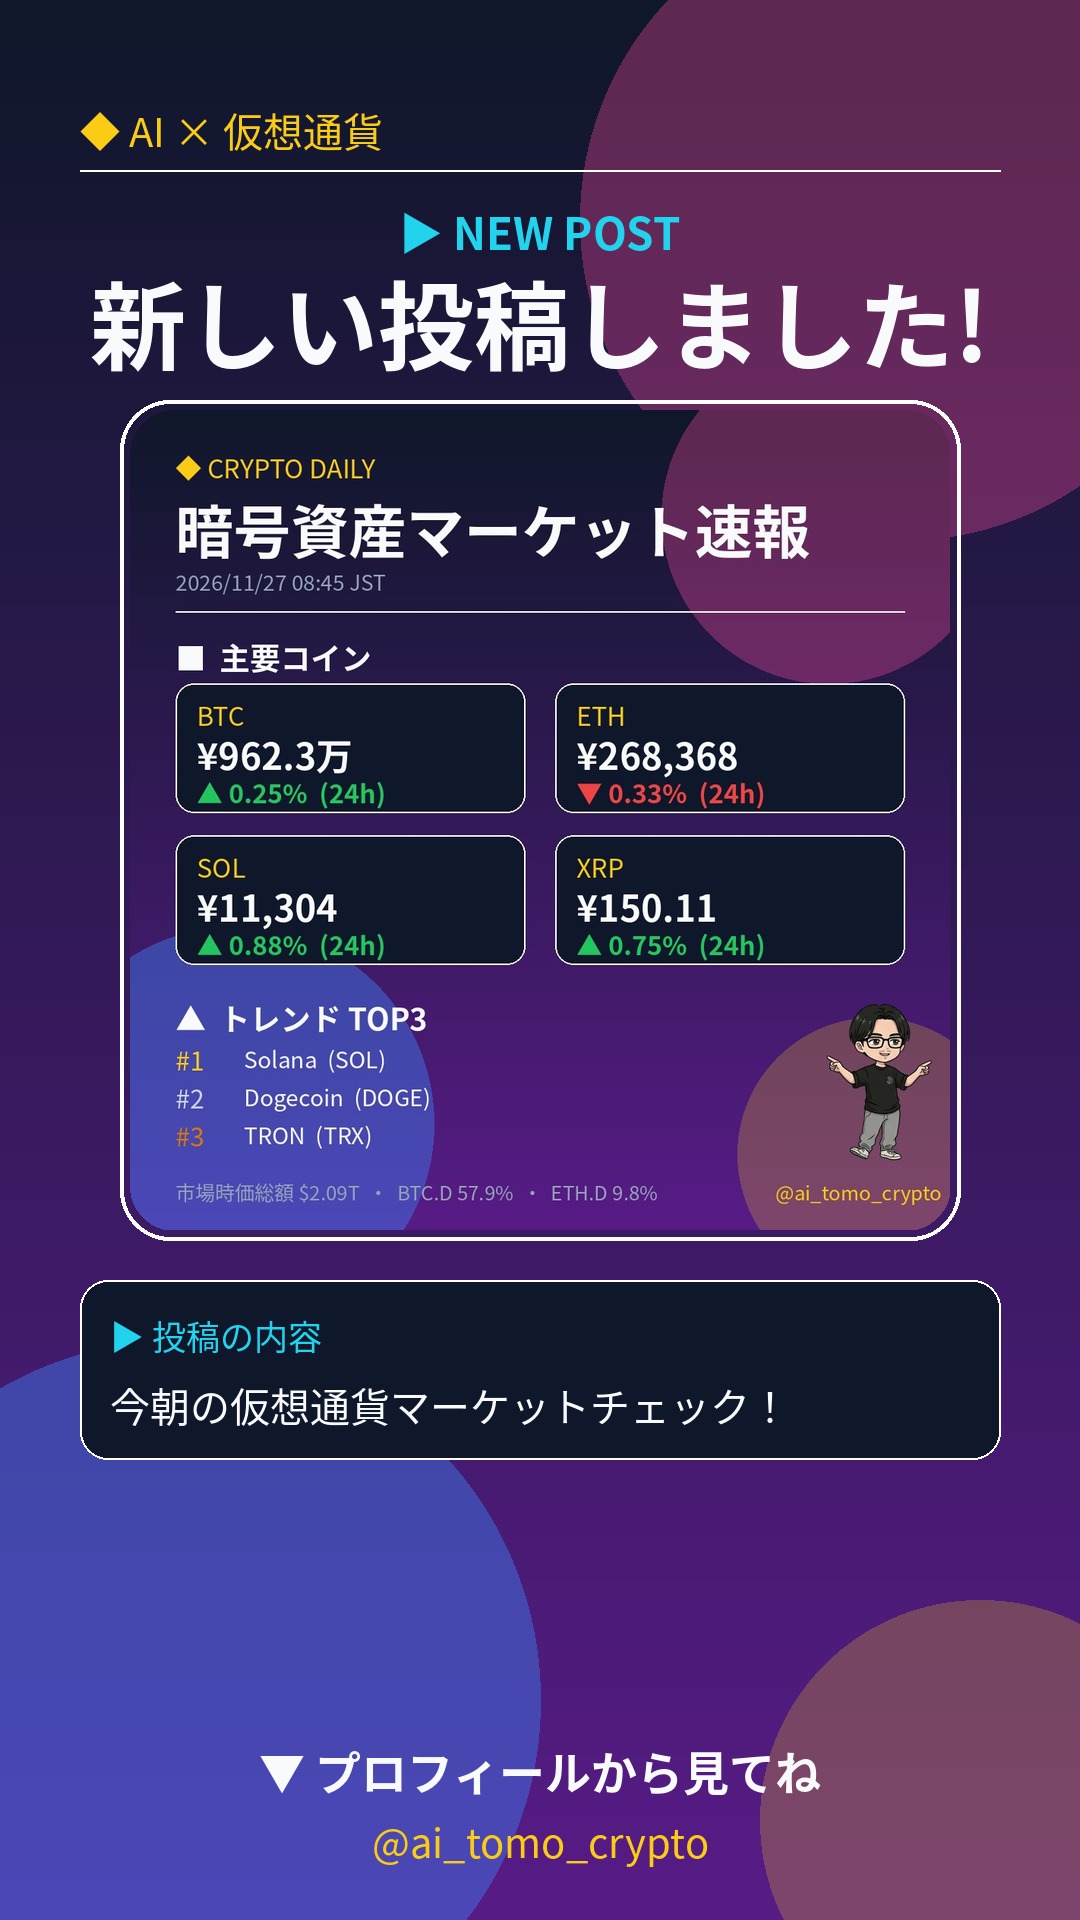 ◆ AI × 仮想通貨
▶ NEW POST
新しい投稿しました!
◆ CRYPTO DAILY
暗号資産マーケット速報
2026/11/27 08:45 JST
■ 主要コイン
BTC
¥962.3万
▲ 0.25% (24h)
ETH
¥268,368
▼ 0.33% (24h)
SOL
¥11,304
▲ 0.88% (24h)
XRP
¥150.11
▲ 0.75% (24h)
▲ トレンド TOP3
#1 Solana (SOL)
#2 Dogecoin (DOGE)
#3 TRON (TRX)
市場時価総額 $2.09T ・ BTC.D 57.9% ・ ETH.D 9.8%
@ai_tomo_crypto
▶ 投稿の内容
今朝の仮想通貨マーケットチェック！
▼ プロフィールから見てね
@ai_tomo_crypto